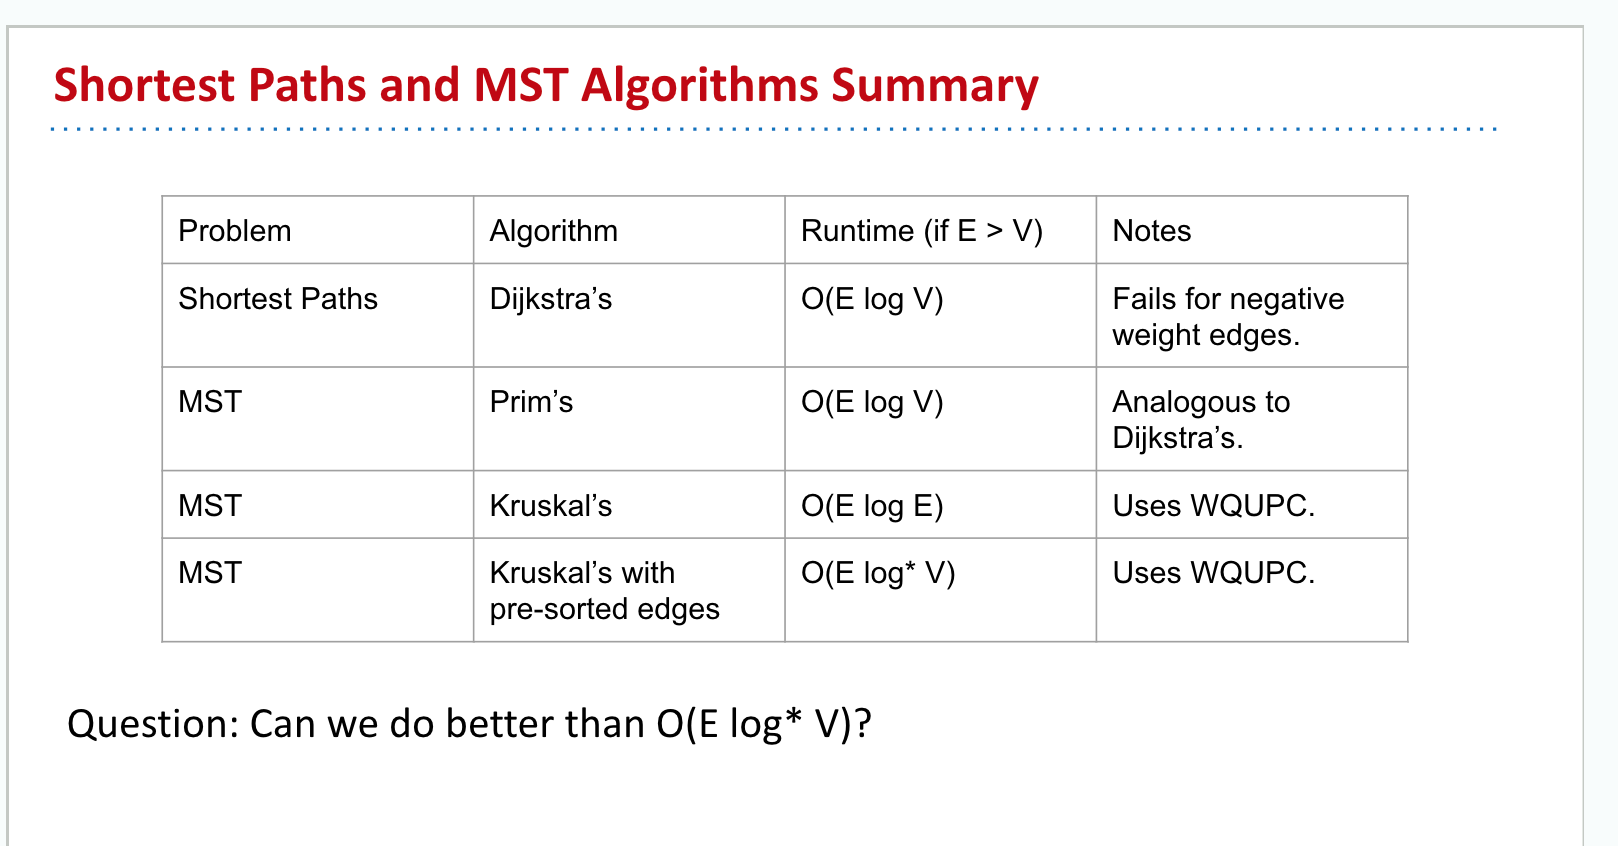 Shortest Paths and MST Algorithms Summary
Problem Algorithm Runtime (if E > V) Notes
Shortest Paths Dijkstra’s O(E log V) Fails for negative
weight edges.
MST Prim’s O(E log V) Analogous to
Dijkstra’s.
MST Kruskal’s O(E log E) Uses WQUPC.
MST Kruskal’s with O(E log* V) Uses WQUPC.
pre-sorted edges
Question: Can we do better than O(E log* V)?